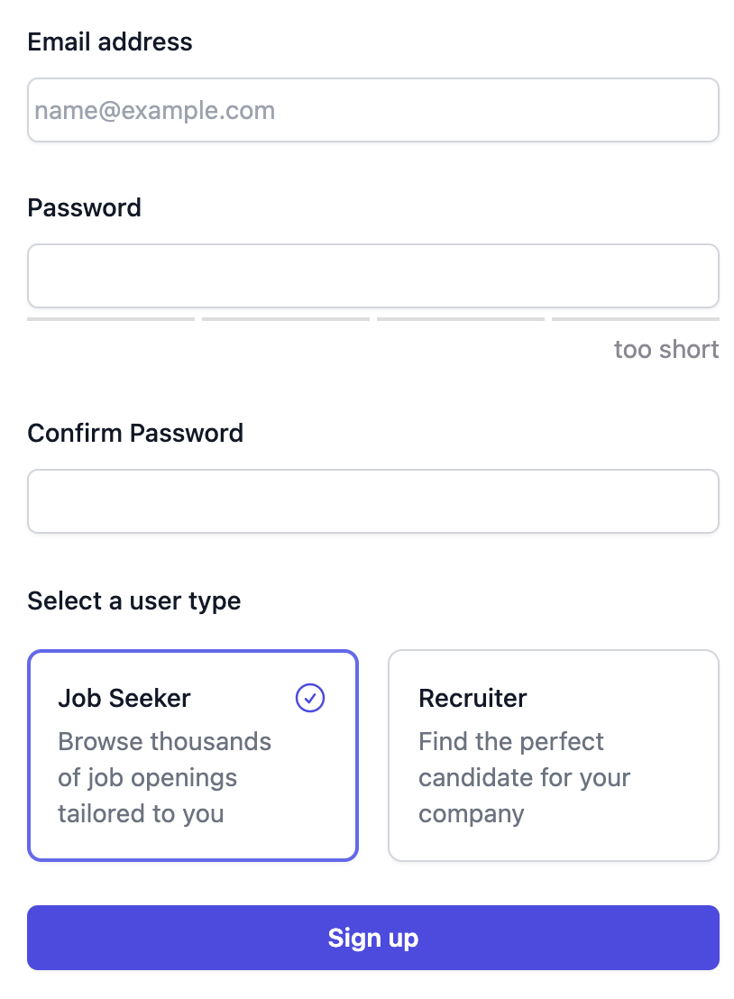 Email address
name@example.com
Password
too short
Confirm Password
Select a user type
Job Seeker
Browse thousands
of job openings
tailored to you
Recruiter
Find the perfect
candidate for your
company
Sign up